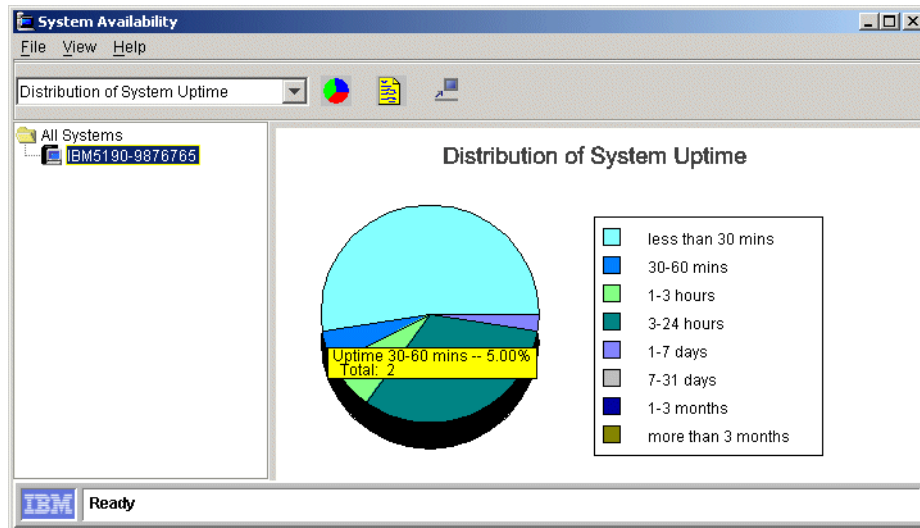 System Availability
File View Help
Distribution of System Uptime
All Systems
IBM5190-9876765
Distribution of System Uptime
less than 30 mins
30-60 mins
1-3 hours
3-24 hours
1-7 days
7-31 days
1-3 months
more than 3 months
Uptime 30-60 mins -- 5.00%
Total: 2
IBM Ready